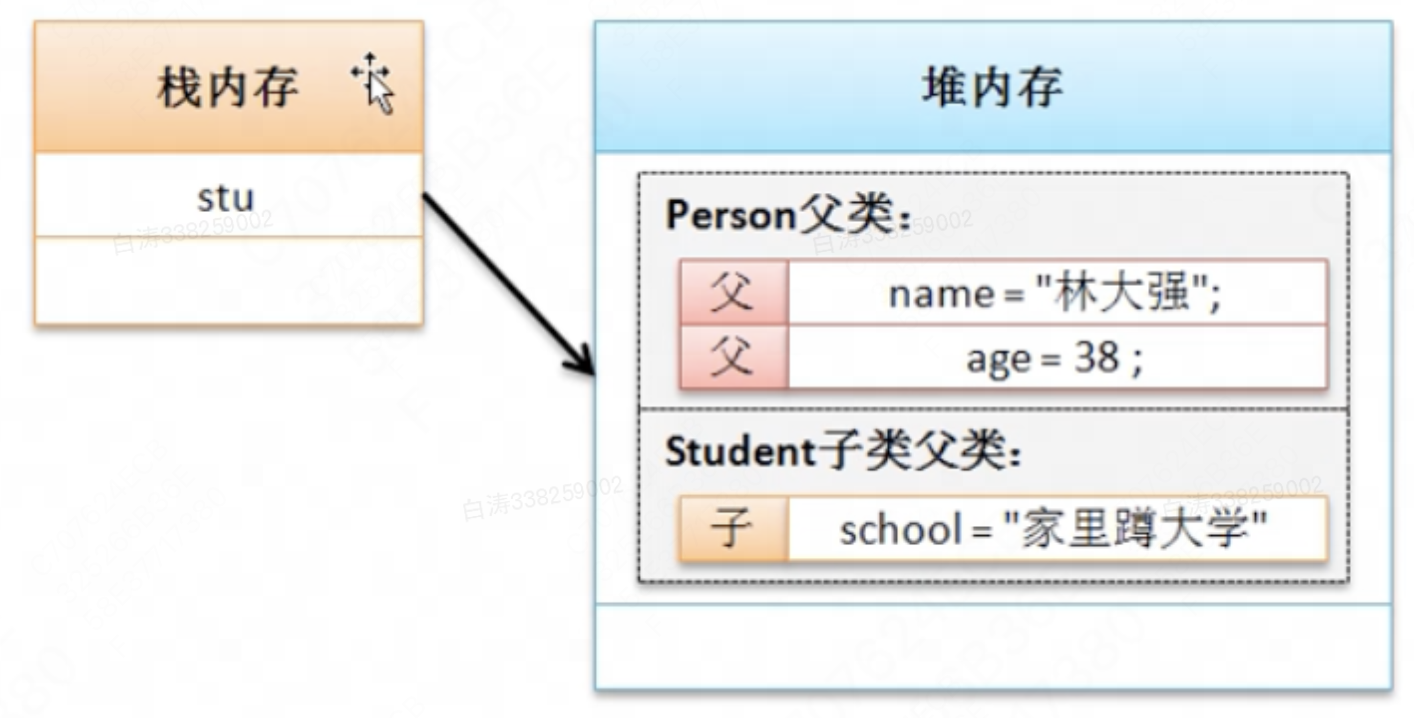 栈内存
stu
堆内存
Person父类：
父 name = "林大强";
父 age = 38 ;
Student子类父类：
子 school = "家里蹲大学"
白涛338259002
白涛338259002
白涛338259002
白涛338259002